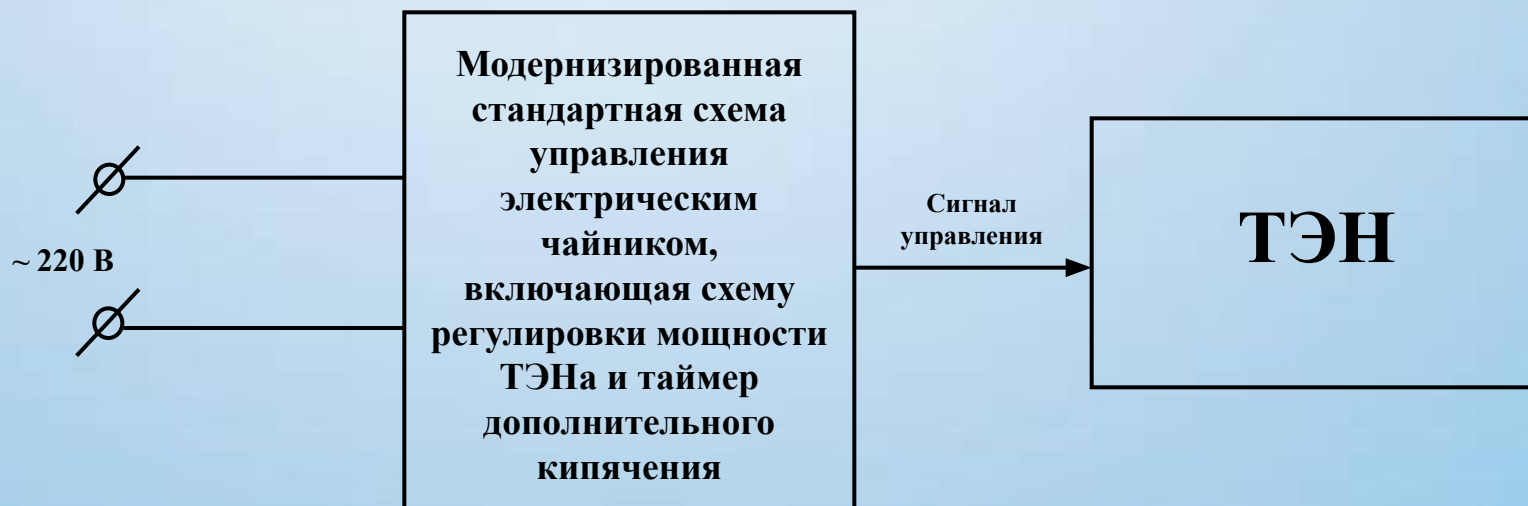 ~ 220 В
Модернизированная
стандартная схема
управления
электрическим
чайником,
включающая схему
регулировки мощности
ТЭНа и таймер
дополнительного
кипячения
Сигнал
управления
ТЭН